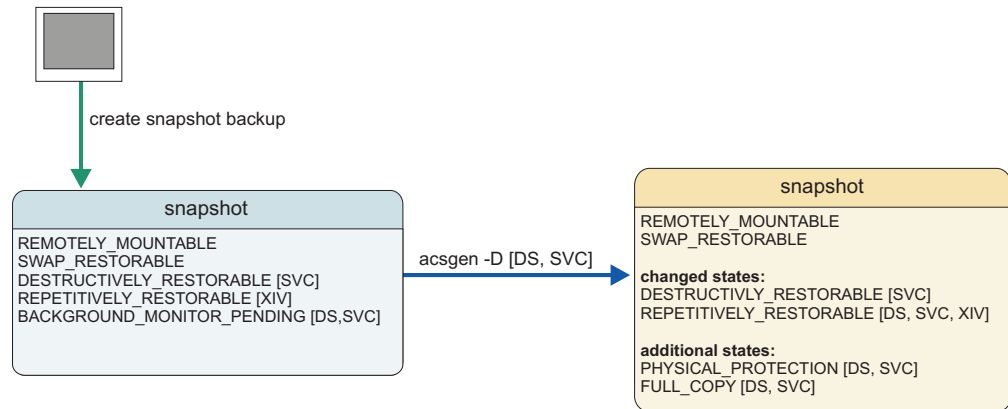 create snapshot backup
snapshot
REMOTELY_MOUNTABLE
SWAP_RESTORABLE
DESTRUCTIVELY_RESTORABLE [SVC]
REPETITIVELY_RESTORABLE [XIV]
BACKGROUND_MONITOR_PENDING [DS,SVC]
acsgen -D [DS, SVC]
snapshot
REMOTELY_MOUNTABLE
SWAP_RESTORABLE
changed states:
DESTRUCTIVLY_RESTORABLE [SVC]
REPETITIVELY_RESTORABLE [DS, SVC, XIV]
additional states:
PHYSICAL_PROTECTION [DS, SVC]
FULL_COPY [DS, SVC]